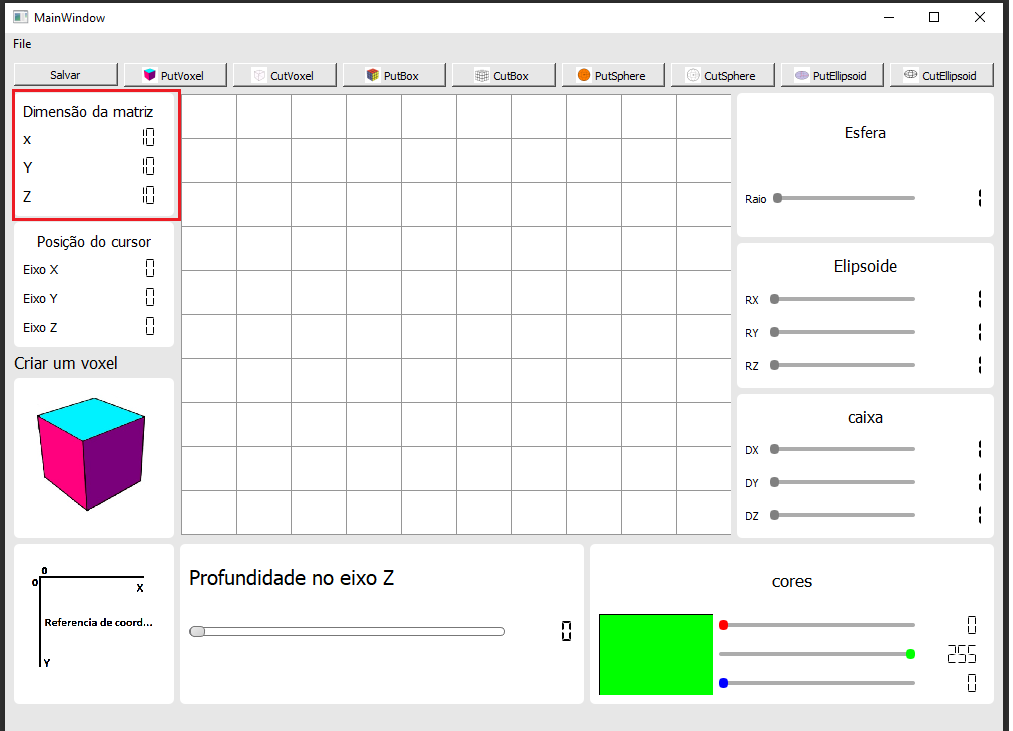 MainWindow
File
Salvar PutVoxel CutVoxel PutBox CutBox PutSphere CutSphere PutEllipsoid CutEllipsoid
Dimensão da matriz
x 10
Y 10
Z 10
Posição do cursor
Eixo X 0
Eixo Y 0
Eixo Z 0
Criar um voxel
0
0
X
Referencia de coord...
Y
Profundidade no eixo Z
0
Esfera
Raio 1
Elipsoide
RX 1
RY 1
RZ 1
caixa
DX 1
DY 1
DZ 1
cores
0
255
0